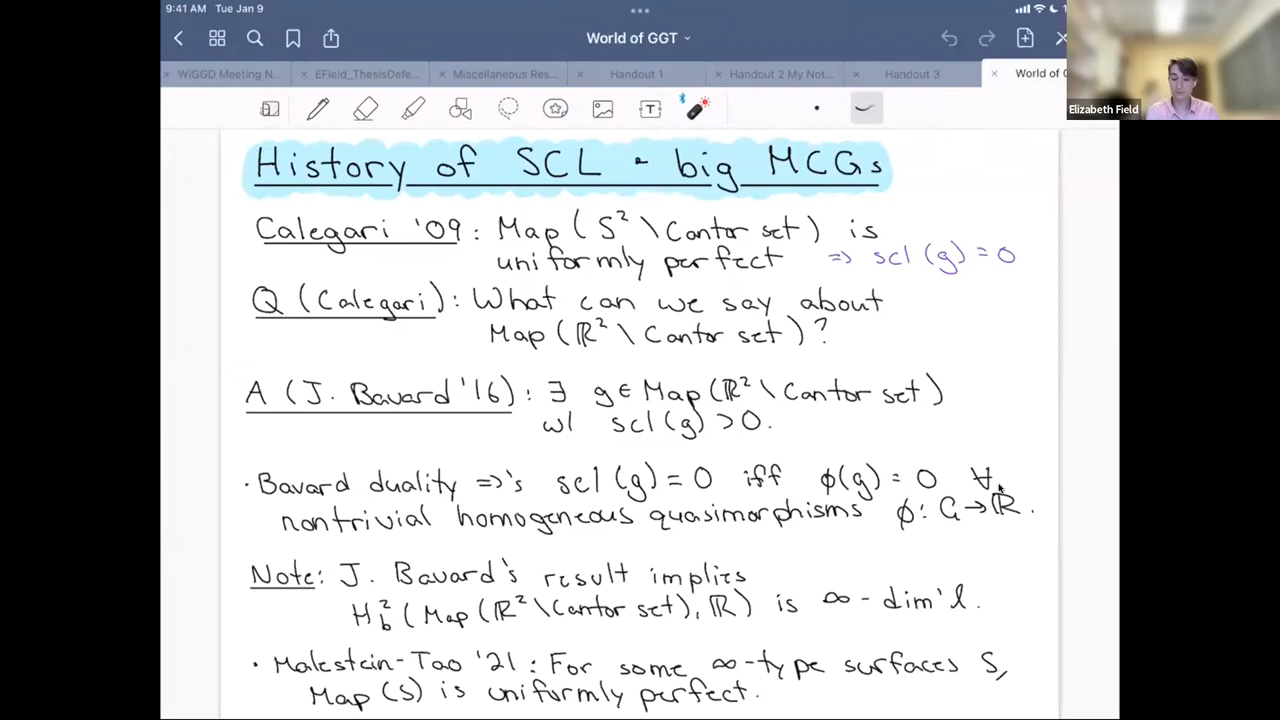 9:41 AM Tue Jan 9
World of GGT
WiGGD Meeting N...
EField_ThesisDefe...
Miscellaneous Res...
Handout 1
Handout 2 My Not...
Handout 3
World of G
Elizabeth Field
History of SCL - big MCGs
Calegari '09: Map (S² \ Cantor set) is
uniformly perfect => scl (g) = 0
Q (Calegari): What can we say about
Map (ℝ² \ Cantor set)?
A (J. Bavard '16): ∃ g ∈ Map (ℝ² \ Cantor set)
w/ scl (g) > 0.
· Bavard duality =>'s scl (g) = 0 iff ϕ(g) = 0 ∀
nontrivial homogeneous quasimorphisms ϕ: G → ℝ.
Note: J. Bavard's result implies
H²_b (Map (ℝ² \ Cantor set), ℝ) is ∞-dim'l.
· Malestein-Tao '21: For some ∞-type surfaces S,
Map (S) is uniformly perfect.